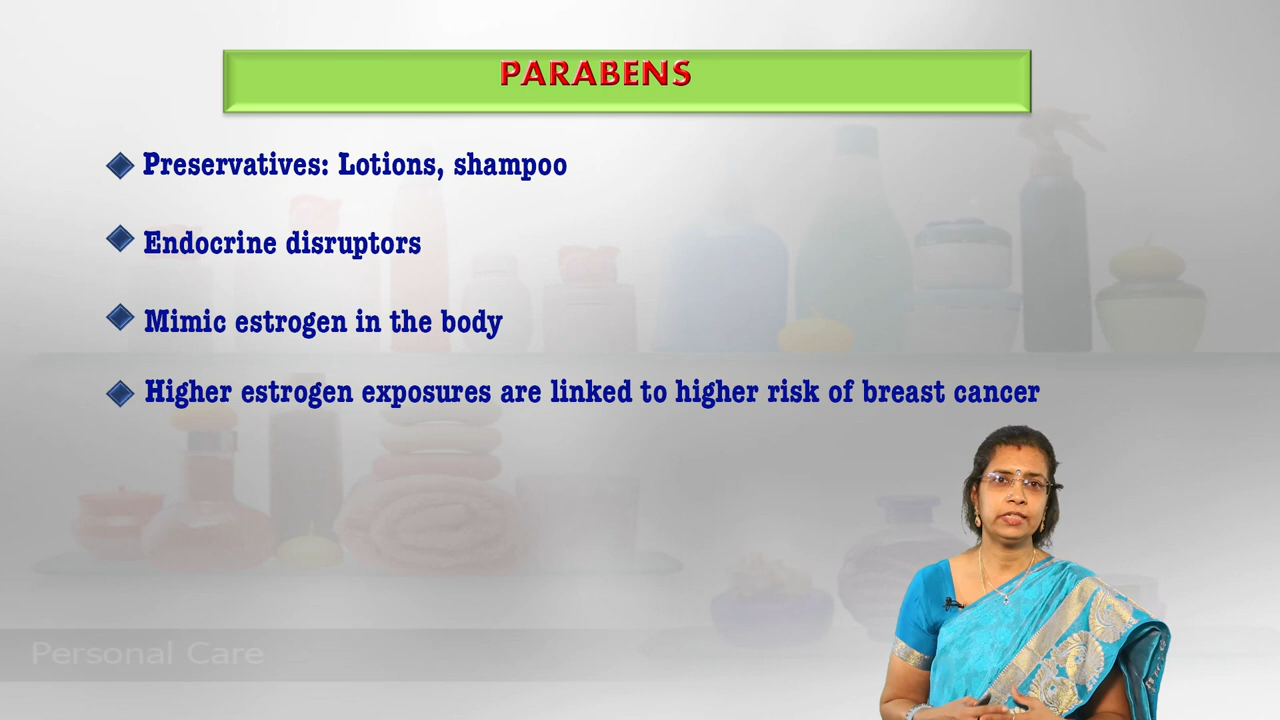 PARABENS
Preservatives: Lotions, shampoo
Endocrine disruptors
Mimic estrogen in the body
Higher estrogen exposures are linked to higher risk of breast cancer
Personal Care